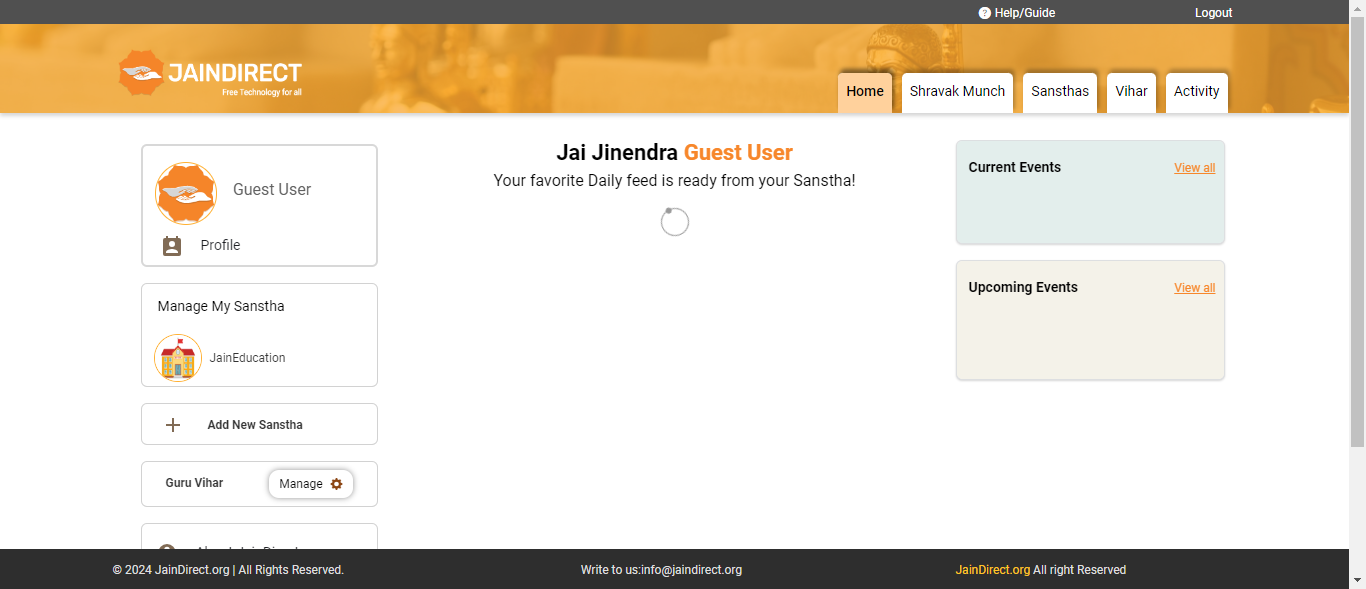 Help/Guide
Logout
JAINDIRECT
Free Technology for all
Home
Shravak Munch
Sansthas
Vihar
Activity
Guest User
Profile
Manage My Sanstha
JainEducation
Add New Sanstha
Guru Vihar
Manage
Jai Jinendra Guest User
Your favorite Daily feed is ready from your Sanstha!
Current Events
View all
Upcoming Events
View all
© 2024 JainDirect.org | All Rights Reserved.
Write to us:info@jaindirect.org
JainDirect.org All right Reserved